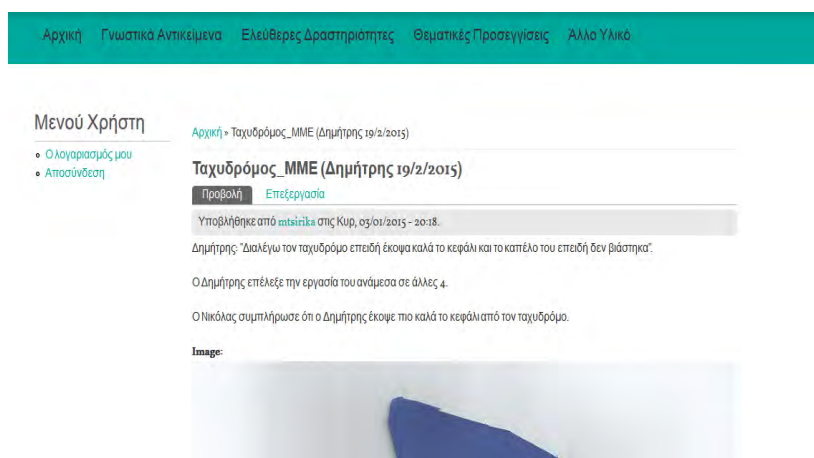 Αρχική Γνωστικά Αντικείμενα Ελεύθερες Δραστηριότητες Θεματικές Προσεγγίσεις Άλλο Υλικό
Μενού Χρήστη
Ο λογαριασμός μου
Αποσύνδεση
Αρχική » Ταχυδρόμος_ΜΜΕ (Δημήτρης 19/2/2015)
Ταχυδρόμος_ΜΜΕ (Δημήτρης 19/2/2015)
Προβολή Επεξεργασία
Υποβλήθηκε από mtsirika στις Κυρ, 03/01/2015 - 20:18.
Δημήτρης: "Διαλέγω τον ταχυδρόμο επειδή έκοψα καλά το κεφάλι και το καπέλο του επειδή δεν βιάστηκα".
Ο Δημήτρης επέλεξε την εργασία του ανάμεσα σε άλλες 4.
Ο Νικόλας συμπλήρωσε ότι ο Δημήτρης έκοψε πιο καλά το κεφάλι από τον ταχυδρόμο.
Image: